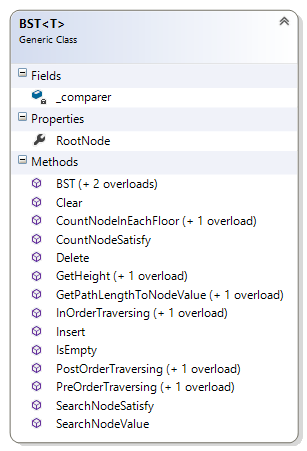 BST<T>
Generic Class
Fields
_comparer
Properties
RootNode
Methods
BST (+ 2 overloads)
Clear
CountNodeInEachFloor (+ 1 overload)
CountNodeSatisfy
Delete
GetHeight (+ 1 overload)
GetPathLengthToNodeValue (+ 1 overload)
InOrderTraversing (+ 1 overload)
Insert
IsEmpty
PostOrderTraversing (+ 1 overload)
PreOrderTraversing (+ 1 overload)
SearchNodeSatisfy
SearchNodeValue